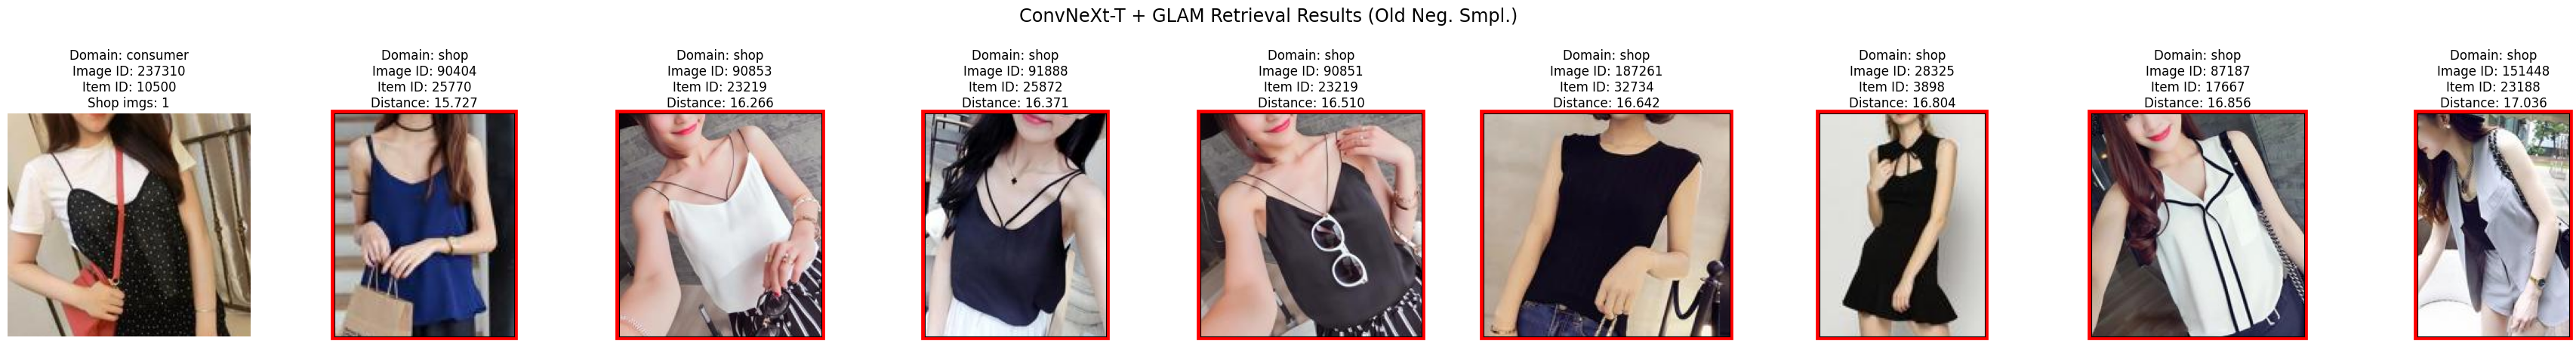 ConvNeXt-T + GLAM Retrieval Results (Old Neg. Smpl.)
Domain: consumer
Image ID: 237310
Item ID: 10500
Shop imgs: 1
Domain: shop
Image ID: 90404
Item ID: 25770
Distance: 15.727
Domain: shop
Image ID: 90853
Item ID: 23219
Distance: 16.266
Domain: shop
Image ID: 91888
Item ID: 25872
Distance: 16.371
Domain: shop
Image ID: 90851
Item ID: 23219
Distance: 16.510
Domain: shop
Image ID: 187261
Item ID: 32734
Distance: 16.642
Domain: shop
Image ID: 28325
Item ID: 3898
Distance: 16.804
Domain: shop
Image ID: 87187
Item ID: 17667
Distance: 16.856
Domain: shop
Image ID: 151448
Item ID: 23188
Distance: 17.036